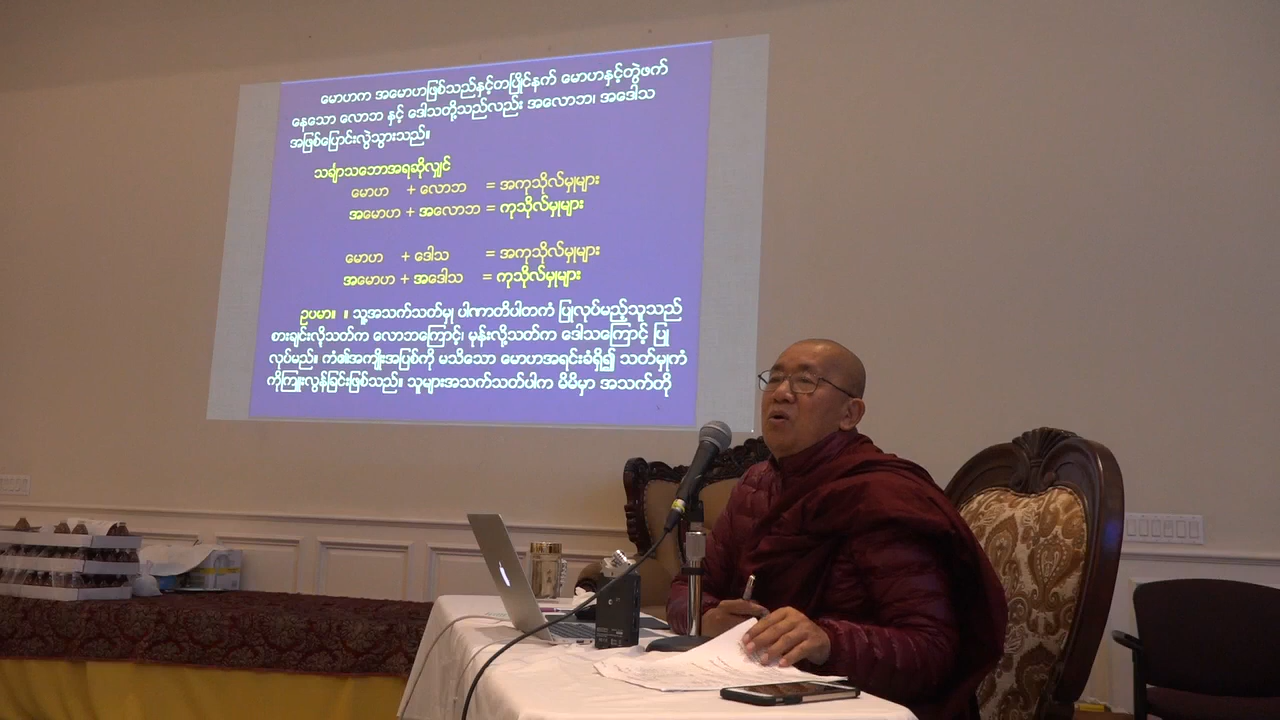 မောဟက အမောဟဖြစ်သည်နှင့်တပြိုင်နက် မောဟနှင့်တွဲဖက်
နေသော လောဘ နှင့် ဒေါသတို့သည်လည်း အလောဘ၊ အဒေါသ
အဖြစ်ပြောင်းလွဲသွားသည်။
သင်္ချာသဘောအရဆိုလျှင်
မောဟ + လောဘ = အကုသိုလ်မှုများ
အမောဟ + အလောဘ = ကုသိုလ်မှုများ
မောဟ + ဒေါသ = အကုသိုလ်မှုများ
အမောဟ + အဒေါသ = ကုသိုလ်မှုများ
ဥပမာ။ ။ သူ့အသက်သတ်မှု ပါဏာတိပါတကံ ပြုလုပ်မည့်သူသည်
စားချင်းလို့သတ်က လောဘကြောင့်၊ မုန်းလို့သတ်က ဒေါသကြောင့် ပြု
လုပ်မည်။ ကံ၏အကျိုးအပြစ်ကို မသိသော မောဟအရင်းခံရှိ၍ သတ်မှုကံ
ကိုကြူးလွန်ခြင်းဖြစ်သည်။ သူများအသက်သတ်ပါက မိမိမှာ အသက်တို